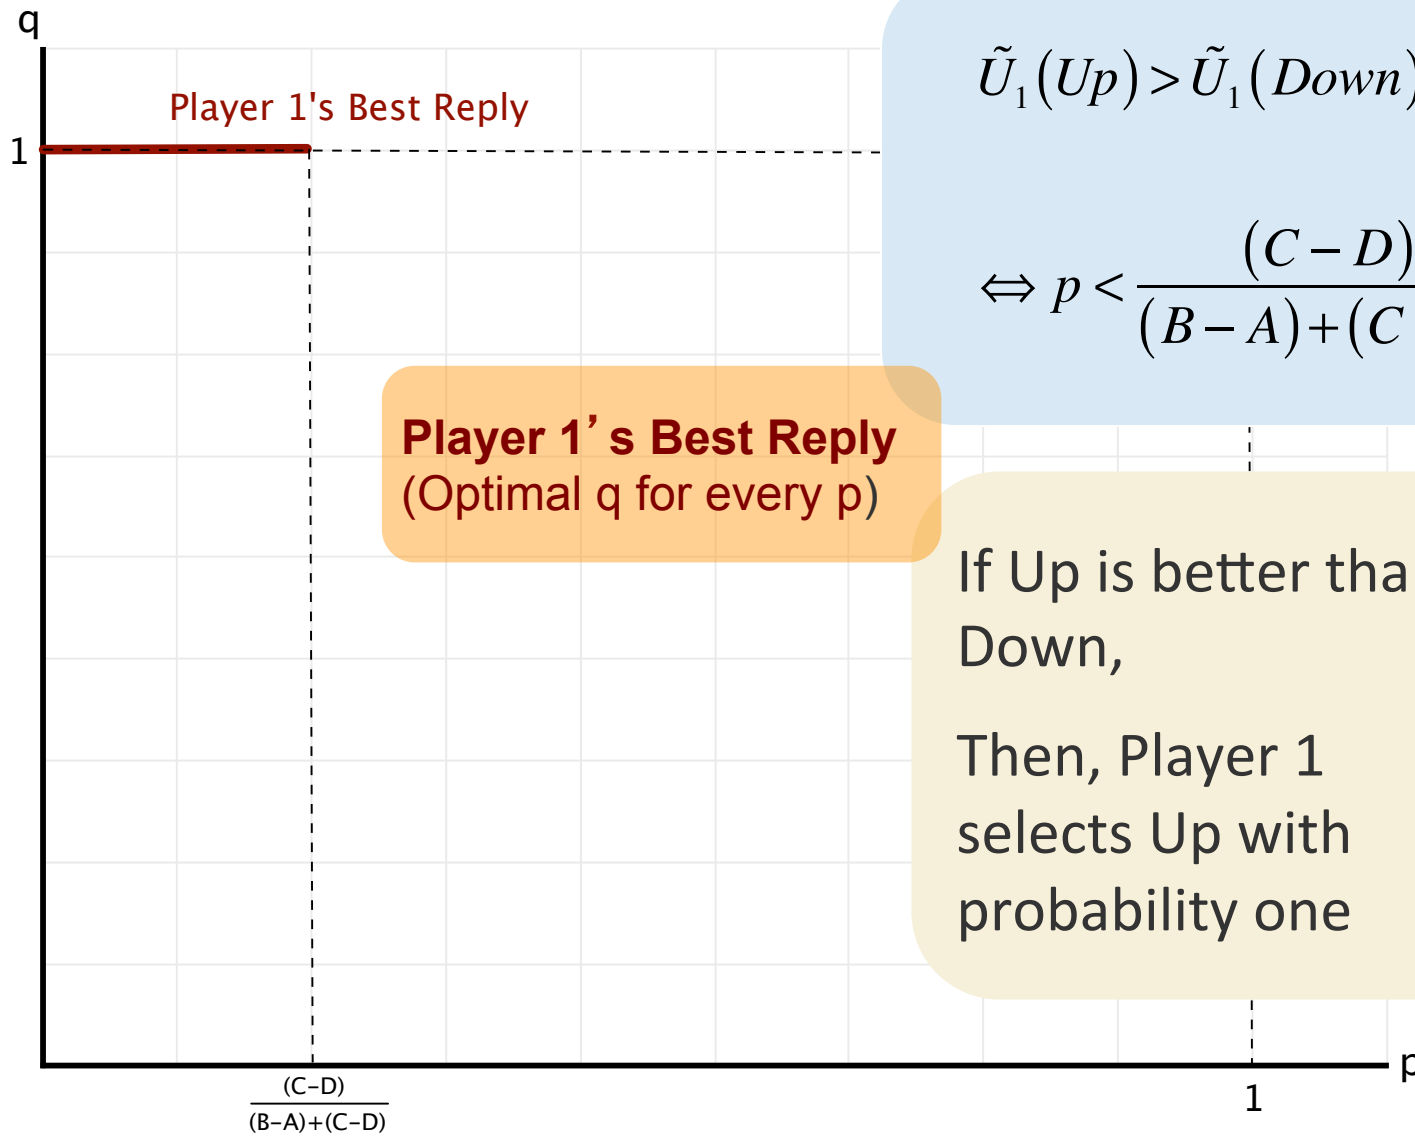 q
Ũ₁(Up) > Ũ₁(Down)
Player 1's Best Reply
1
(C – D)
⇔ p < 
(B – A) + (C
Player 1’s Best Reply
(Optimal q for every p)
If Up is better tha
Down,
Then, Player 1
selects Up with
probability one
p
(C–D)
(B–A)+(C–D)
1